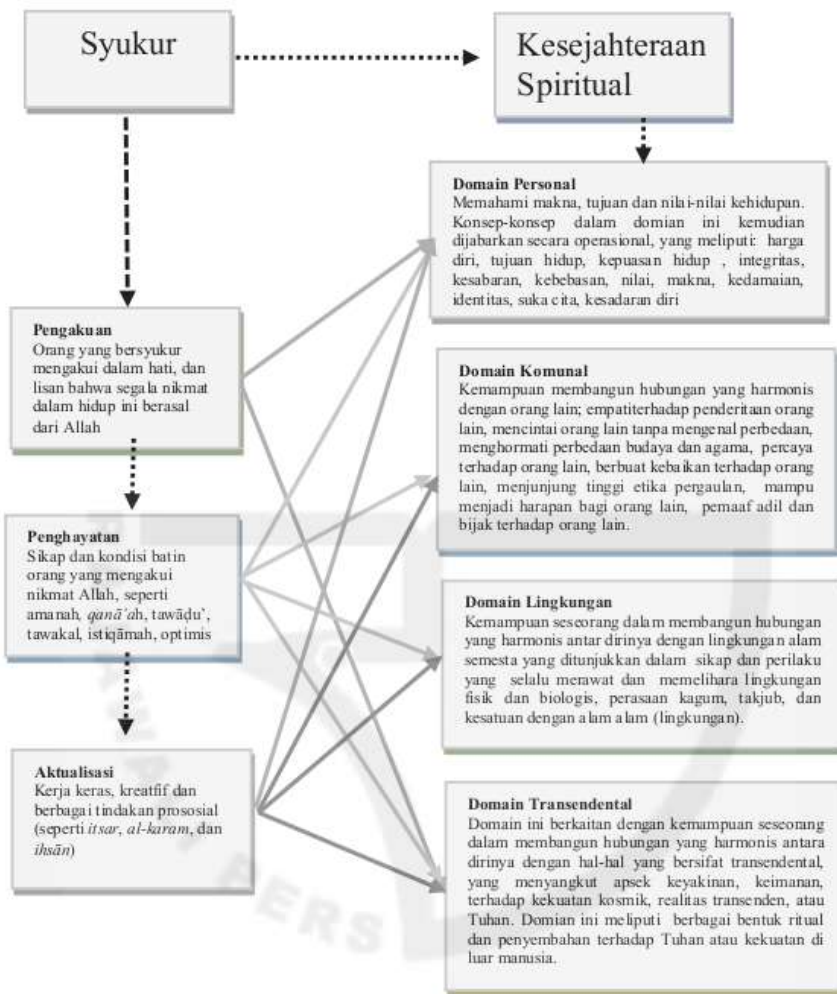 Syukur
Kesejahteraan
Spiritual
Domain Personal
Memahami makna, tujuan dan nilai-nilai kehidupan.
Konsep-konsep dalam domian ini kemudian
dijabarkan secara operasional, yang meliputi: harga
diri, tujuan hidup, kepuasan hidup , integritas,
kesabaran, kebebasan, nilai, makna, kedamaian,
identitas, suka cita, kesadaran diri
Pengakuan
Orang yang bersyukur
mengakui dalam hati, dan
lisan bahwa segala nikmat
dalam hidup ini berasal
dari Allah
Domain Komunal
Kemampuan membangun hubungan yang harmonis
dengan orang lain; empatiterhadap penderitaan orang
lain, mencintai orang lain tanpa mengenal perbedaan,
menghormati perbedaan budaya dan agama, percaya
terhadap orang lain, berbuat kebaikan terhadap orang
lain, menjunjung tinggi etika pergaulan, mampu
menjadi harapan bagi orang lain, pemaaf adil dan
bijak terhadap orang lain.
Penghayatan
Sikap dan kondisi batin
orang yang mengakui
nikmat Allah, seperti
amanah, qanā'ah, tawāḍu',
tawakal, istiqāmah, optimis
Domain Lingkungan
Kemampuan seseorang dalam membangun hubungan
yang harmonis antar dirinya dengan lingkungan alam
semesta yang ditunjukkan dalam sikap dan perilaku
yang selalu merawat dan memelihara lingkungan
fisik dan biologis, perasaan kagum, takjub, dan
kesatuan dengan alam alam (lingkungan).
Aktualisasi
Kerja keras, kreatfif dan
berbagai tindakan prososial
(seperti itsar, al-karam, dan
ihsān)
Domain Transendental
Domain ini berkaitan dengan kemampuan seseorang
dalam membangun hubungan yang harmonis antara
dirinya dengan hal-hal yang bersifat transendental,
yang menyangkut apsek keyakinan, keimanan,
terhadap kekuatan kosmik, realitas transenden, atau
Tuhan. Domian ini meliputi berbagai bentuk ritual
dan penyembahan terhadap Tuhan atau kekuatan di
luar manusia.
PERS